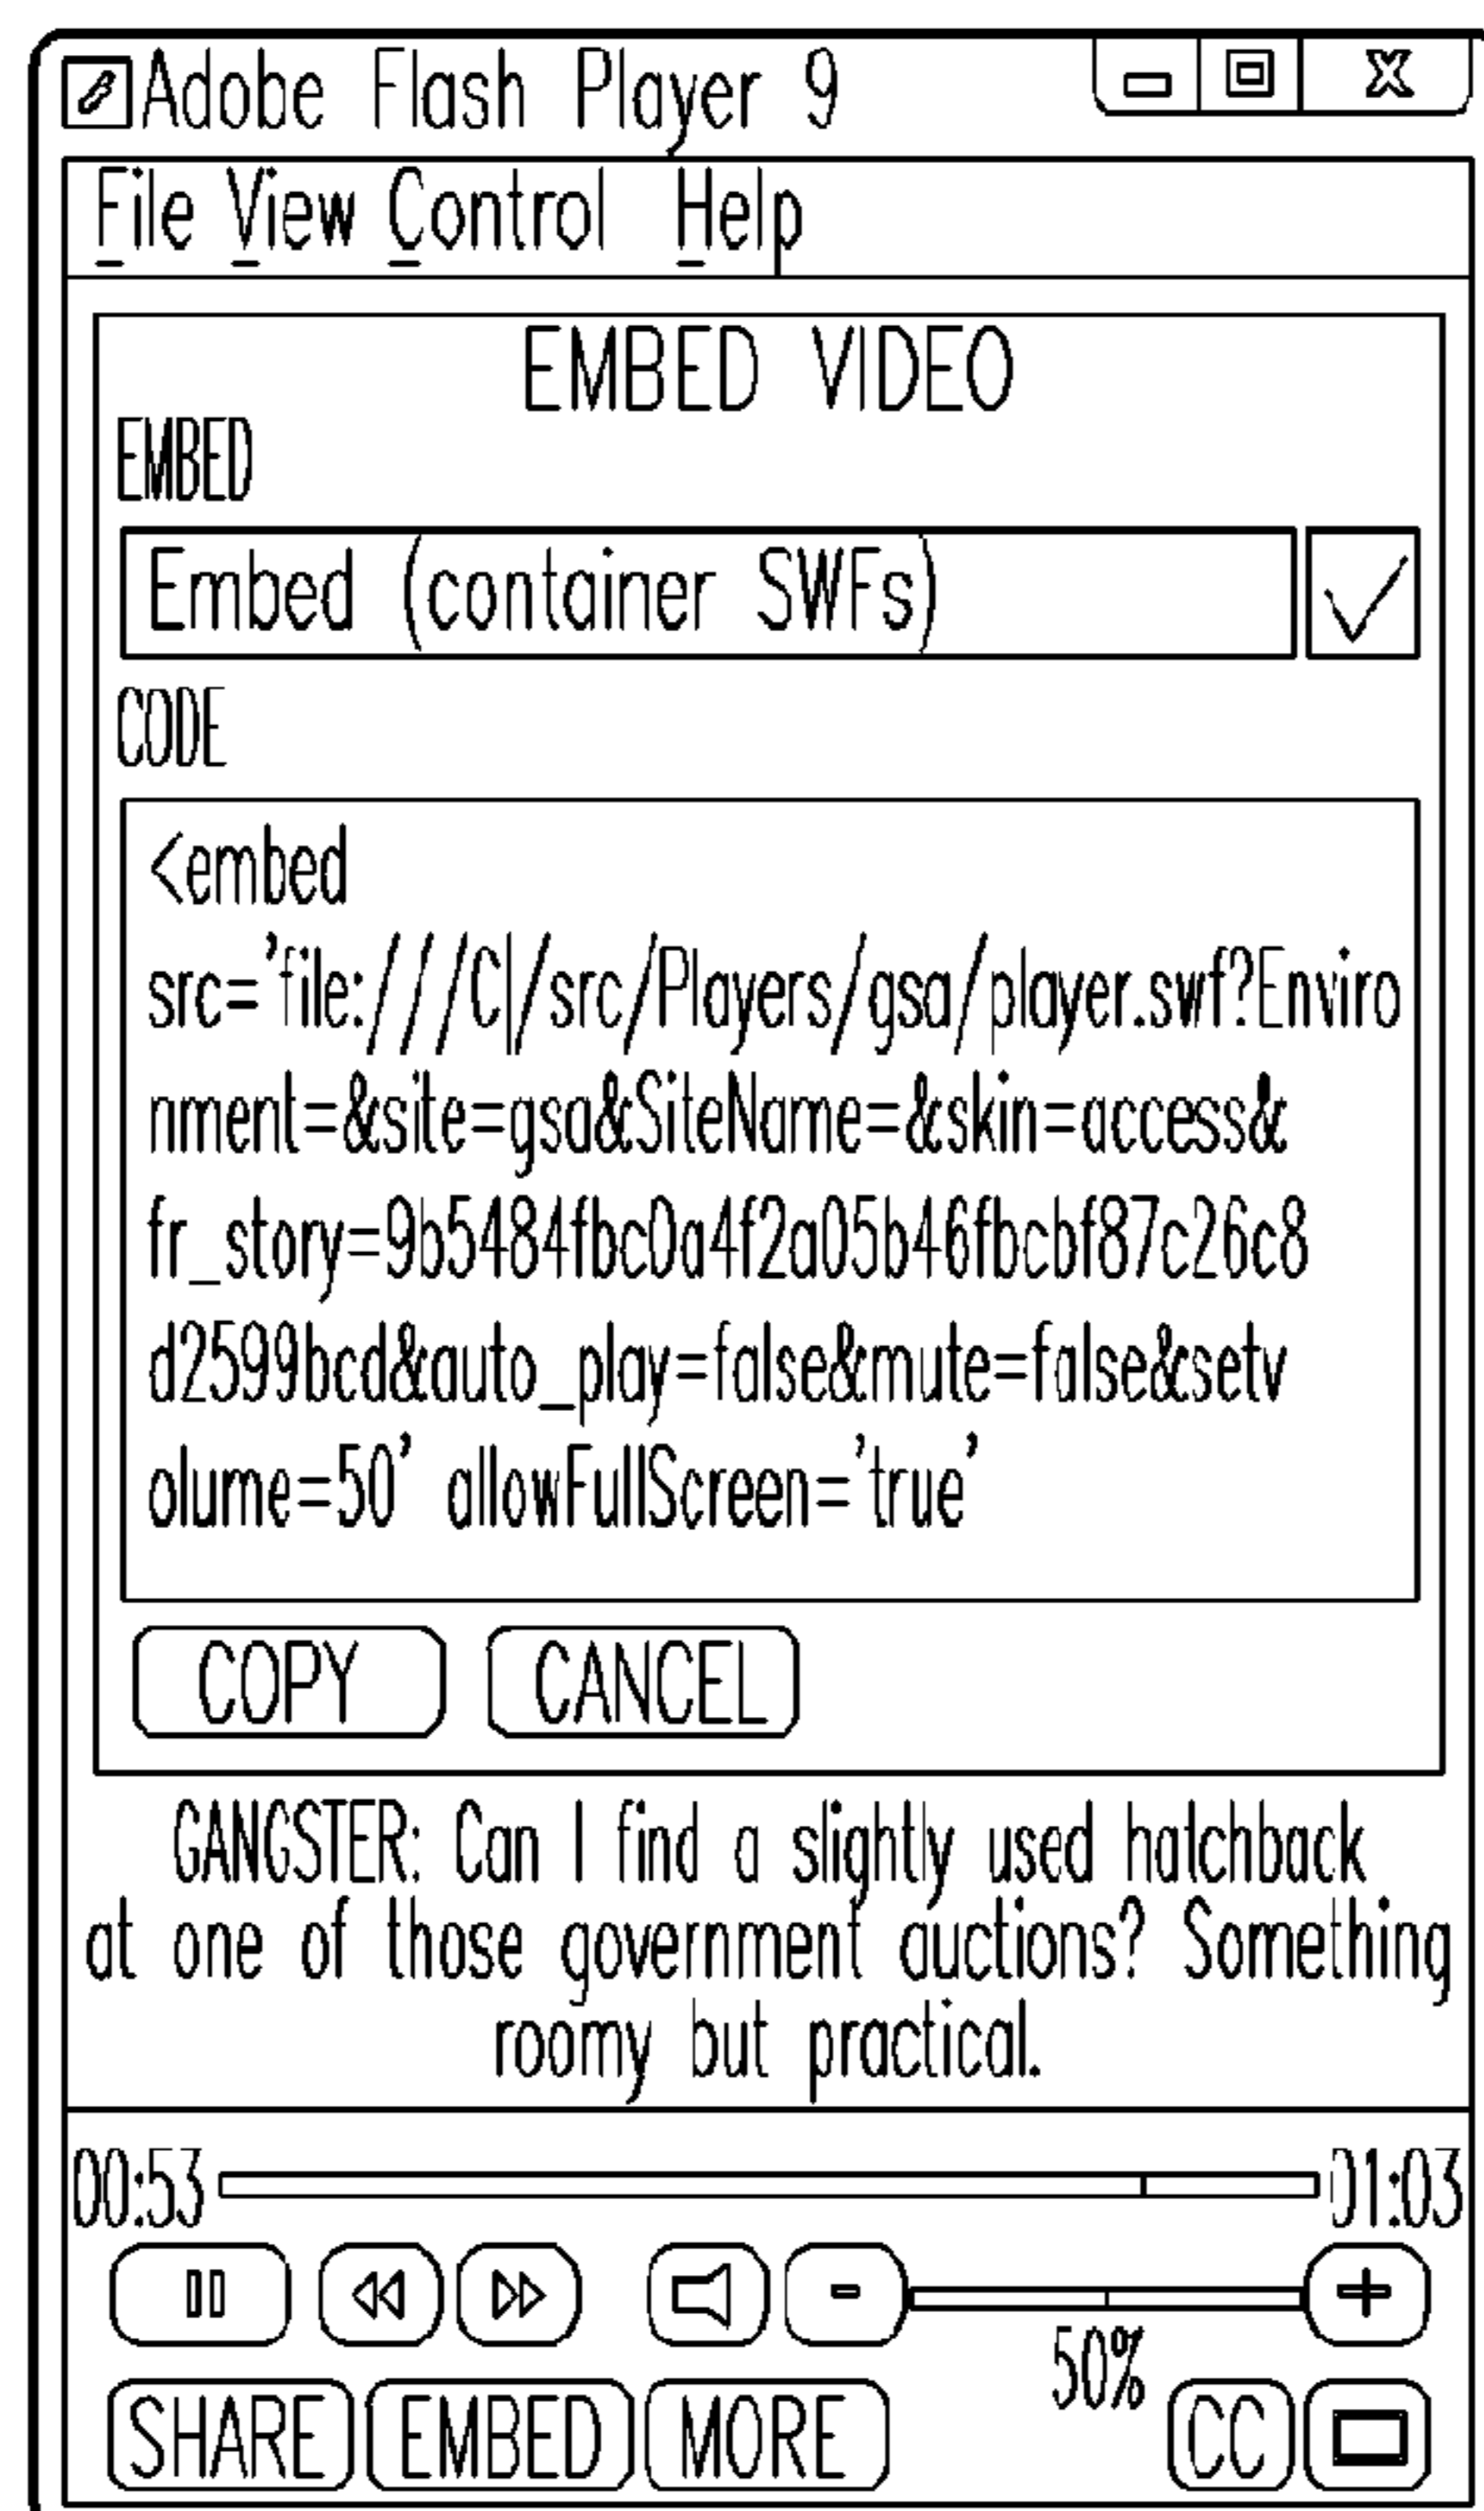 Adobe Flash Player 9
File View Control Help
EMBED VIDEO
EMBED
Embed (container SWFs)
CODE
<embed
src='file:///C|/src/Players/gsa/player.swf?Enviro
nment=&site=gsa&SiteName=&skin=access&
fr_story=9b5484fbc0a4f2a05b46fbcbf87c26c8
d2599bcd&auto_play=false&mute=false&setv
olume=50' allowFullScreen='true'
COPY CANCEL
GANGSTER: Can I find a slightly used hatchback
at one of those government auctions? Something
roomy but practical.
00:53 01:03
50%
SHARE EMBED MORE CC